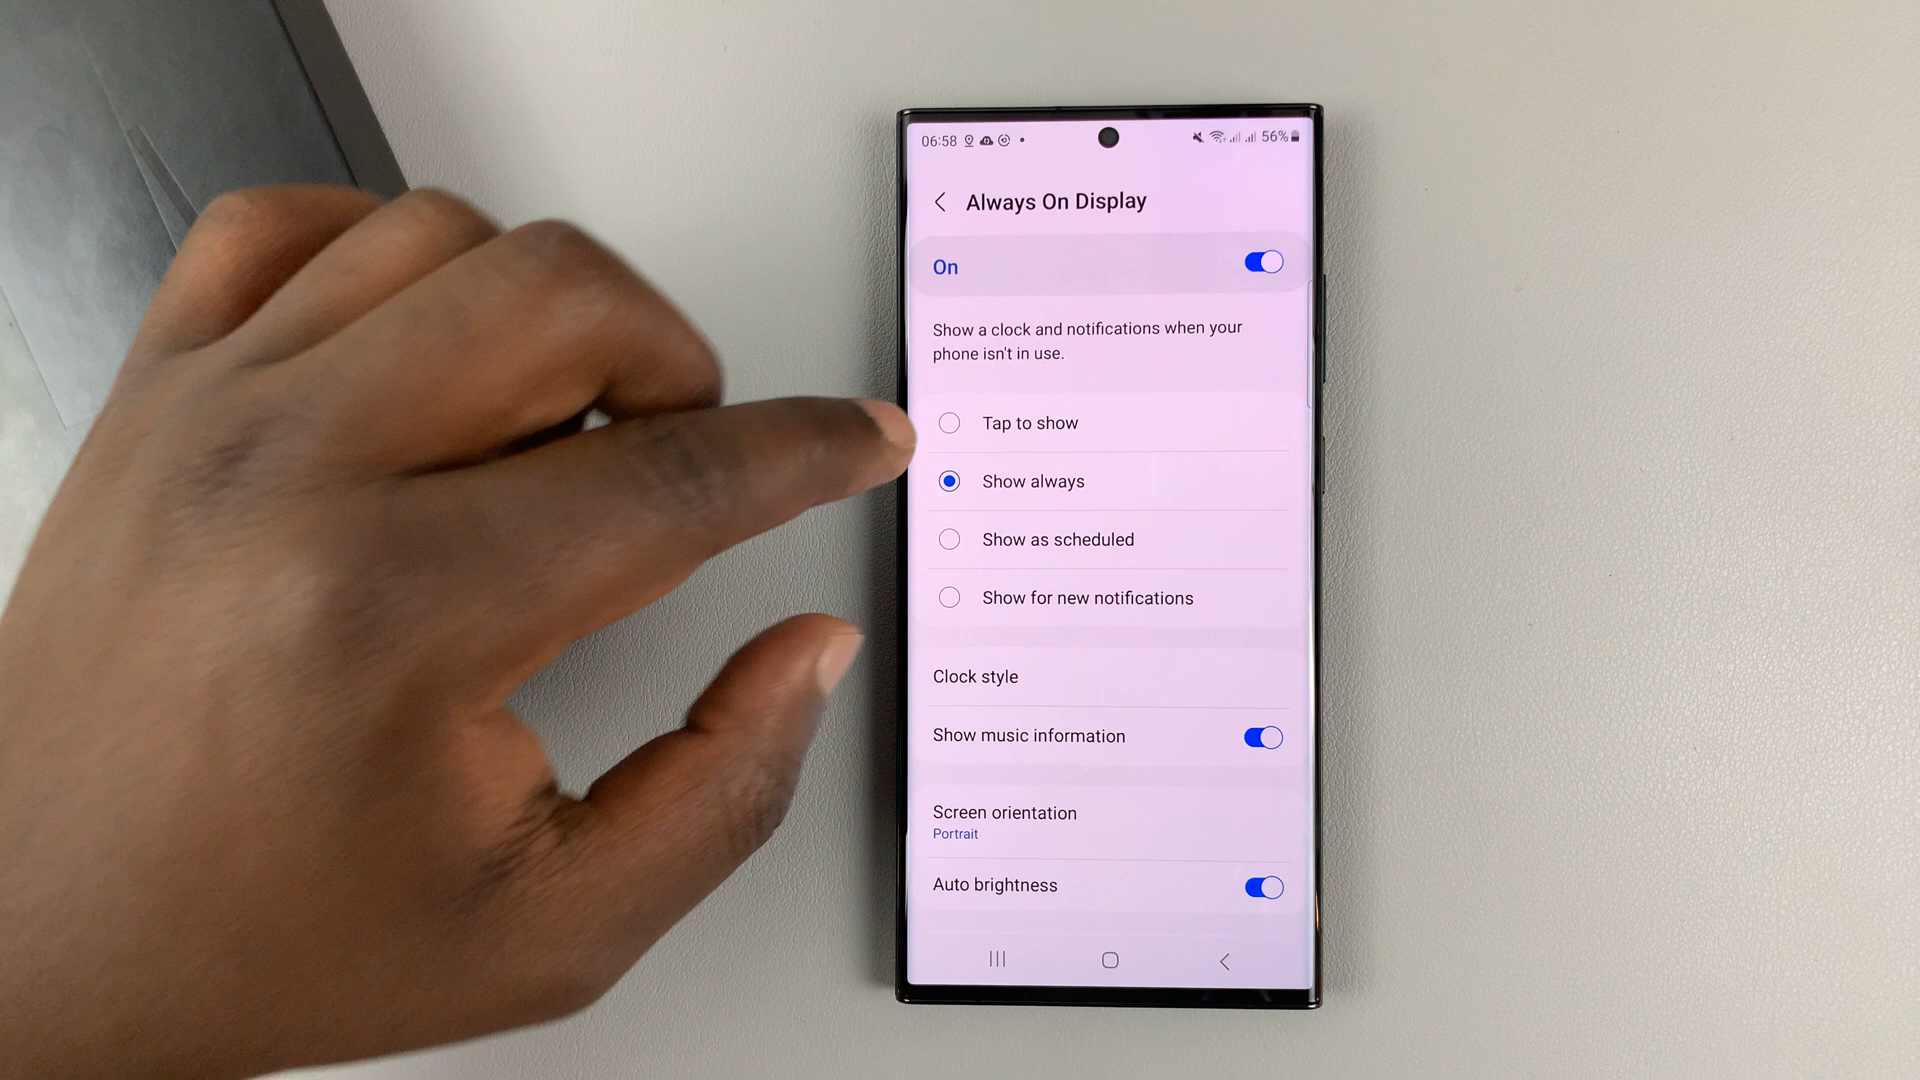 06:58 56%
Always On Display
On
Show a clock and notifications when your
phone isn't in use.
Tap to show
Show always
Show as scheduled
Show for new notifications
Clock style
Show music information
Screen orientation
Portrait
Auto brightness